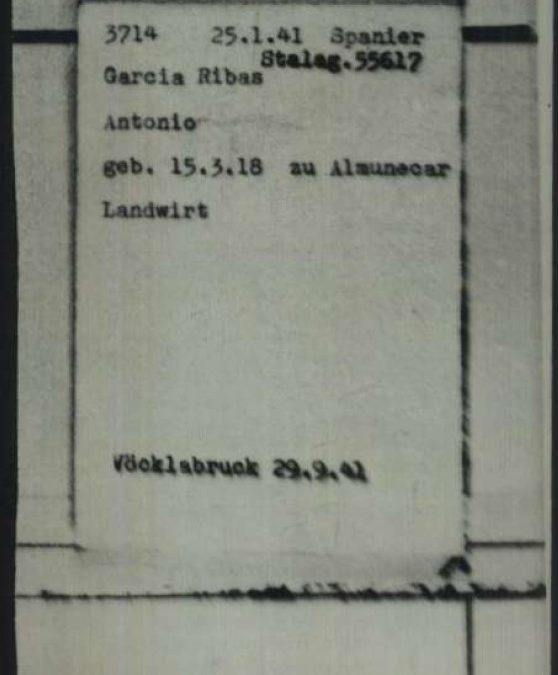 3714 25.1.41 Spanier
Stalag.55617
Garcia Ribas
Antonio
geb. 15.3.18 zu Almunecar
Landwirt
Vöcklabruck 29.9.41